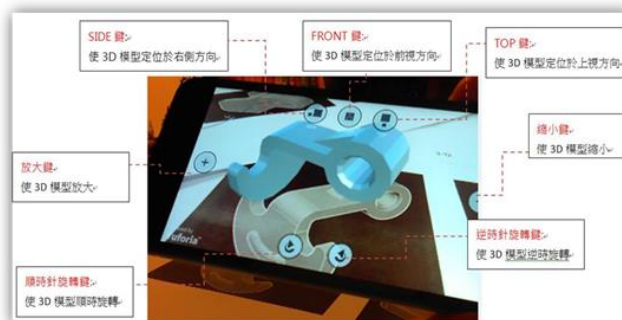 SIDE 鍵:
使 3D 模型定位於右側方向
FRONT 鍵:
使 3D 模型定位於前視方向
TOP 鍵:
使 3D 模型定位於上視方向
縮小鍵:
使 3D 模型縮小
放大鍵:
使 3D 模型放大
逆時針旋轉鍵:
使 3D 模型逆時旋轉
順時針旋轉鍵:
使 3D 模型順時旋轉
uforia